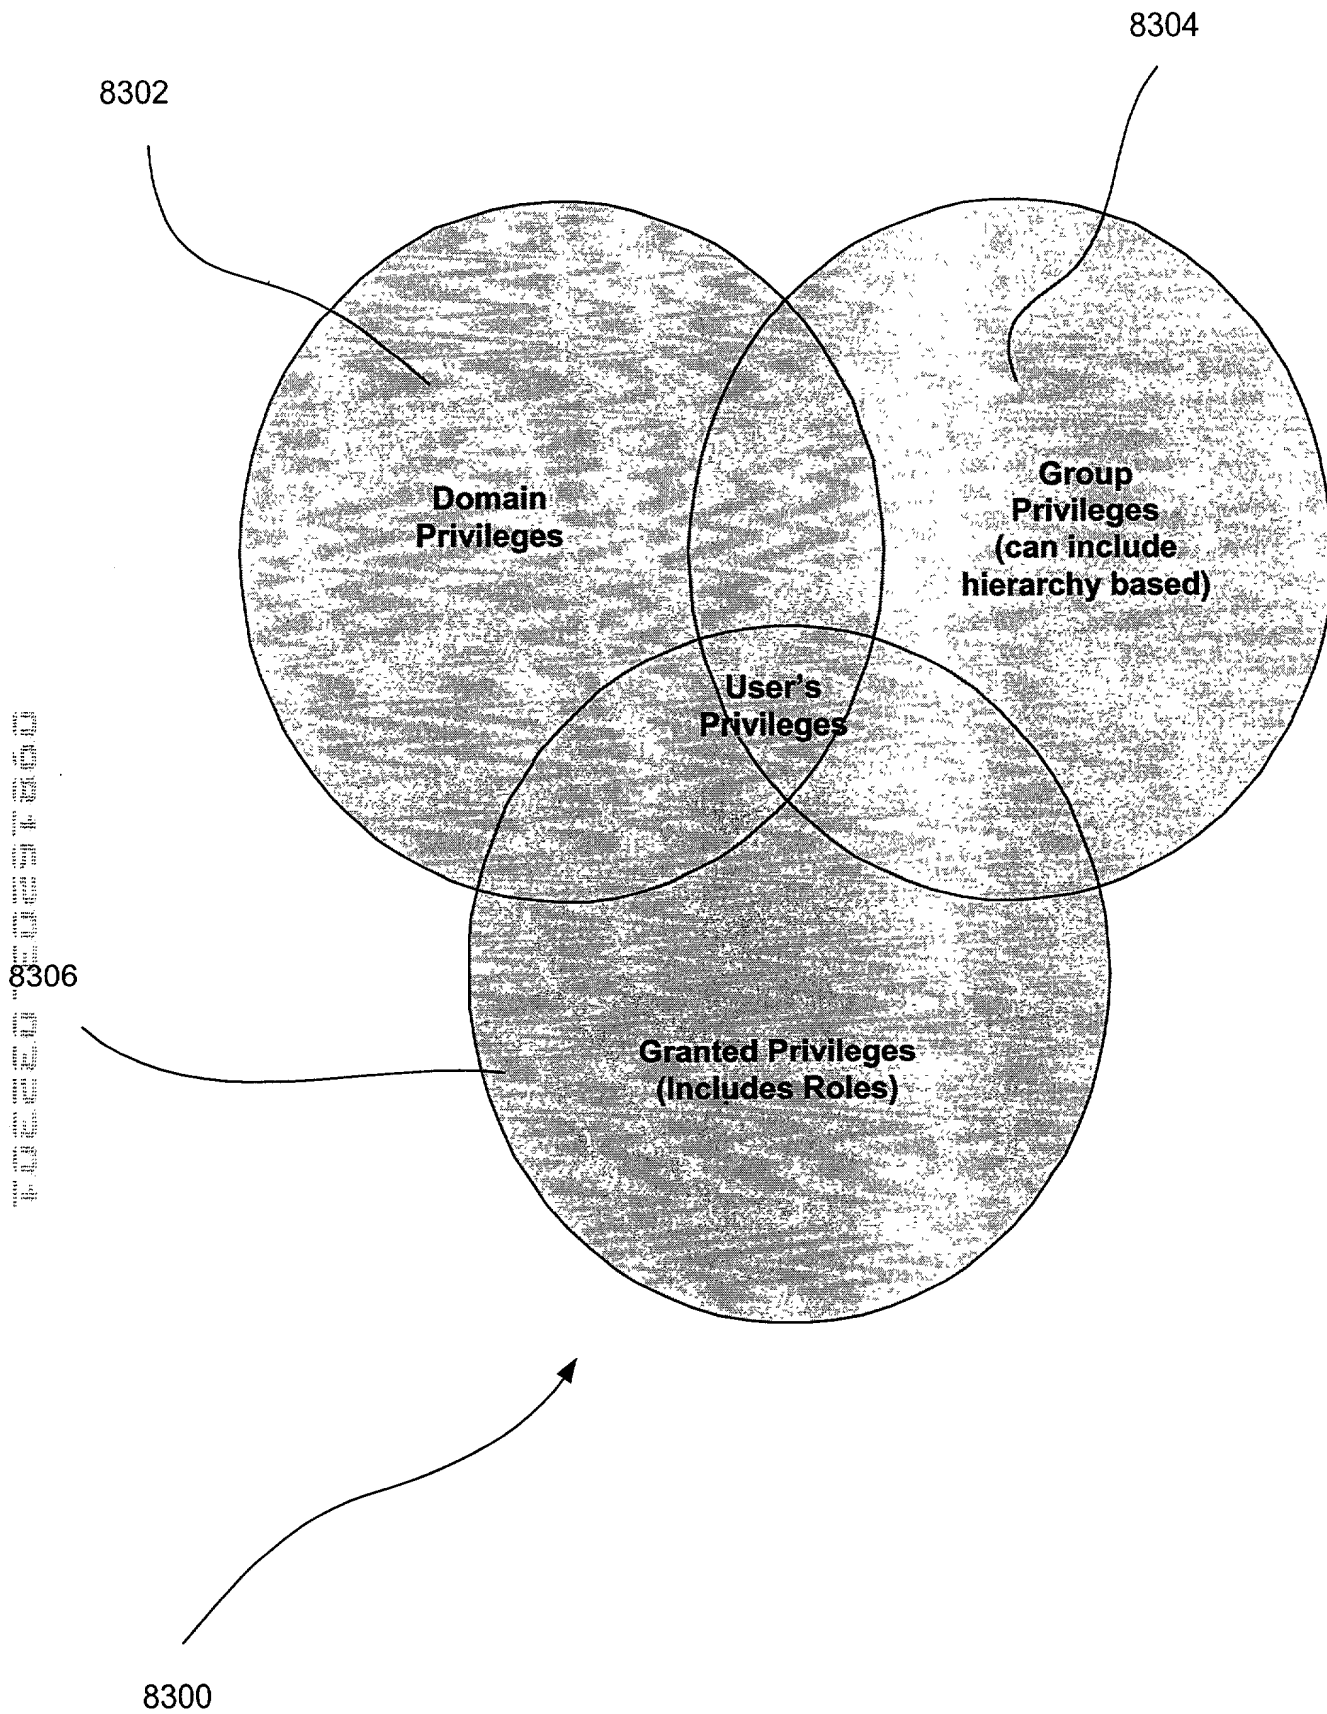 8304
8302
Domain
Privileges
Group
Privileges
(can include
hierarchy based)
User's
Privileges
8306
Granted Privileges
(Includes Roles)
8300